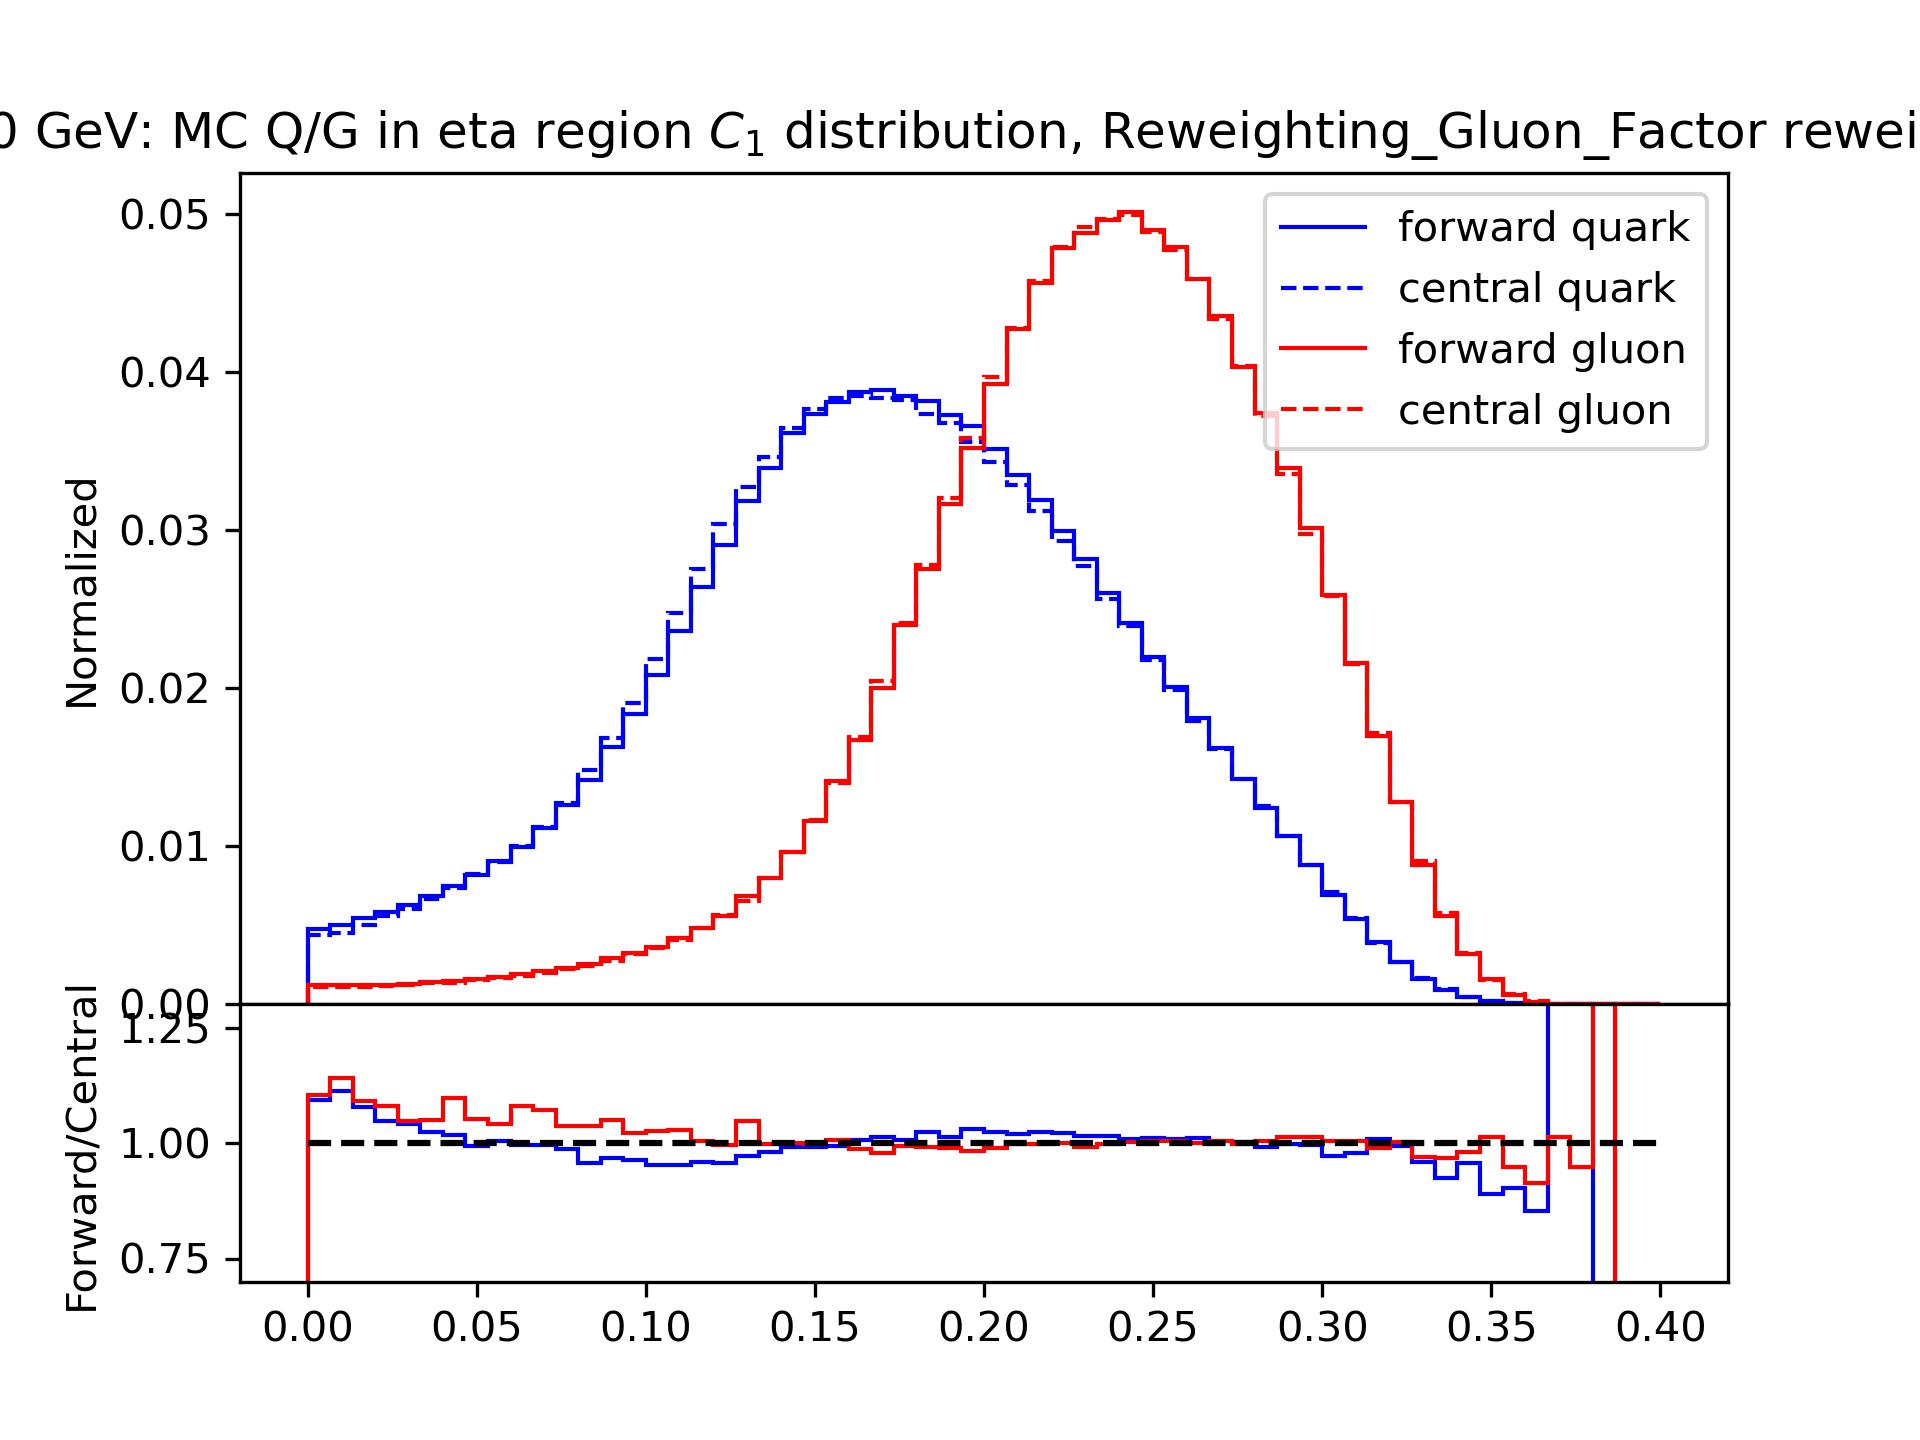 0 GeV: MC Q/G in eta region C₁ distribution, Reweighting_Gluon_Factor rewei
forward quark
central quark
forward gluon
central gluon
Normalized
0.05
0.04
0.03
0.02
0.01
0.00
Forward/Central
1.25
1.00
0.75
0.00 0.05 0.10 0.15 0.20 0.25 0.30 0.35 0.40